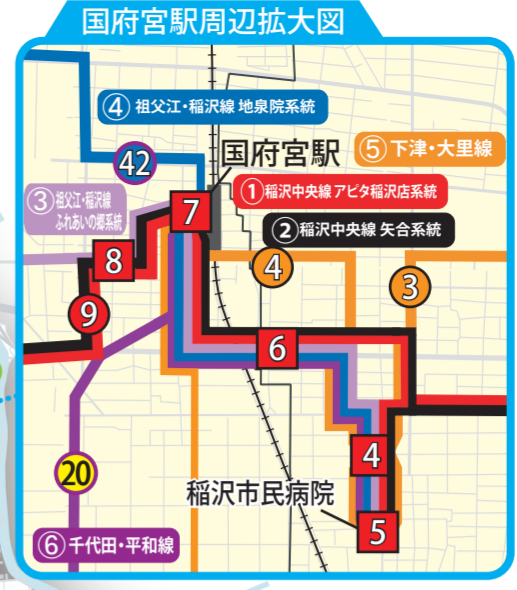 国府宮駅周辺拡大図
④ 祖父江・稲沢線 地泉院系統
42
国府宮駅
⑤ 下津・大里線
③ 祖父江・稲沢線
ふれあいの郷系統
7
① 稲沢中央線 アピタ稲沢店系統
② 稲沢中央線 矢合系統
8
4
3
9
6
20
4
稲沢市民病院
5
⑥ 千代田・平和線